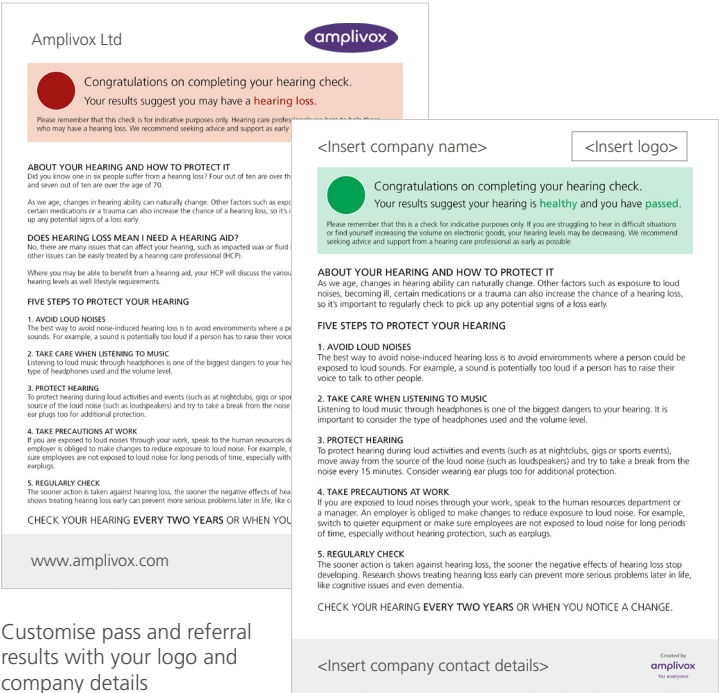 Amplivox Ltd
amplivox
Congratulations on completing your hearing check.
Your results suggest you may have a hearing loss.
Please remember that this check is for indicative purposes only. Hearing care
who may have a hearing loss. We recommend seeking advice and support as early
ABOUT YOUR HEARING AND HOW TO PROTECT IT
Did you know one in six people suffer from a hearing loss? Four out of ten are over
and seven out of ten are over the age of 70.
As we age, changes in hearing ability can naturally change. Other factors such as
certain medications or a trauma can also increase the chance of a hearing loss, so it's
up any potential signs of a loss early.
DOES HEARING LOSS MEAN I NEED A HEARING AID?
No, there are many issues that can affect your hearing, such as impacted wax or fluid
other issues can be easily treated by a hearing care professional (HCP).
Where you may be able to benefit from a hearing aid, your HCP will discuss the
hearing levels as well lifestyle requirements.
FIVE STEPS TO PROTECT YOUR HEARING
1. AVOID LOUD NOISES
The best way to avoid noise-induced hearing loss is to avoid environments where a
sounds. For example, a sound is potentially too loud if a person has to raise their voice
2. TAKE CARE WHEN LISTENING TO MUSIC
Listening to loud music through headphones is one of the biggest dangers to your
type of headphones used and the volume level.
3. PROTECT HEARING
To protect hearing during loud activities and events (such as at nightclubs, gigs or
source of the loud noise (such as loudspeakers) and try to take a break from the noise
ear plugs too for additional protection.
4. TAKE PRECAUTIONS AT WORK
If you are exposed to loud noises through your work, speak to the human resources
employer is obliged to make changes to reduce exposure to loud noise. For example,
sure employees are not exposed to loud noise for long periods of time, especially
earplugs.
5. REGULARLY CHECK
The sooner action is taken against hearing loss, the sooner the negative effects of
shows treating hearing loss early can prevent more serious problems later in life, like
CHECK YOUR HEARING EVERY TWO YEARS OR WHEN YOU
www.amplivox.com
<Insert company name>
<Insert logo>
Congratulations on completing your hearing check.
Your results suggest your hearing is healthy and you have passed.
Please remember that this is a check for indicative purposes only. If you are struggling to hear in difficult situations
or find yourself increasing the volume on electronic goods, your hearing levels may be decreasing. We recommend
seeking advice and support from a hearing care professional as early as possible
ABOUT YOUR HEARING AND HOW TO PROTECT IT
As we age, changes in hearing ability can naturally change. Other factors such as exposure to loud
noises, becoming ill, certain medications or a trauma can also increase the chance of a hearing loss,
so it's important to regularly check to pick up any potential signs of a loss early.
FIVE STEPS TO PROTECT YOUR HEARING
1. AVOID LOUD NOISES
The best way to avoid noise-induced hearing loss is to avoid enviromments where a person could be
exposed to loud sounds. For example, a sound is potentially too loud if a person has to raise their
voice to talk to other people.
2. TAKE CARE WHEN LISTENING TO MUSIC
Listening to loud music through headphones is one of the biggest dangers to your hearing. It is
important to consider the type of headphones used and the volume level.
3. PROTECT HEARING
To protect hearing during loud activities and events (such as at nightclubs, gigs or sports events),
move away from the source of the loud noise (such as loudspeakers) and try to take a break from the
noise every 15 minutes. Consider wearing ear plugs too for additional protection.
4. TAKE PRECAUTIONS AT WORK
If you are exposed to loud noises through your work, speak to the human resources department or
a manager. An employer is obliged to make changes to reduce exposure to loud noise. For example,
switch to quieter equipment or make sure employees are not exposed to loud noise for long periods
of time, especially without hearing protection, such as earplugs.
5. REGULARLY CHECK
The sooner action is taken against hearing loss, the sooner the negative effects of hearing loss stop
developing. Research shows treating hearing loss early can prevent more serious problems later in life,
like cognitive issues and even dementia.
CHECK YOUR HEARING EVERY TWO YEARS OR WHEN YOU NOTICE A CHANGE.
<Insert company contact details>
Created by
amplivox
for everyone
Customise pass and referral
results with your logo and
company details